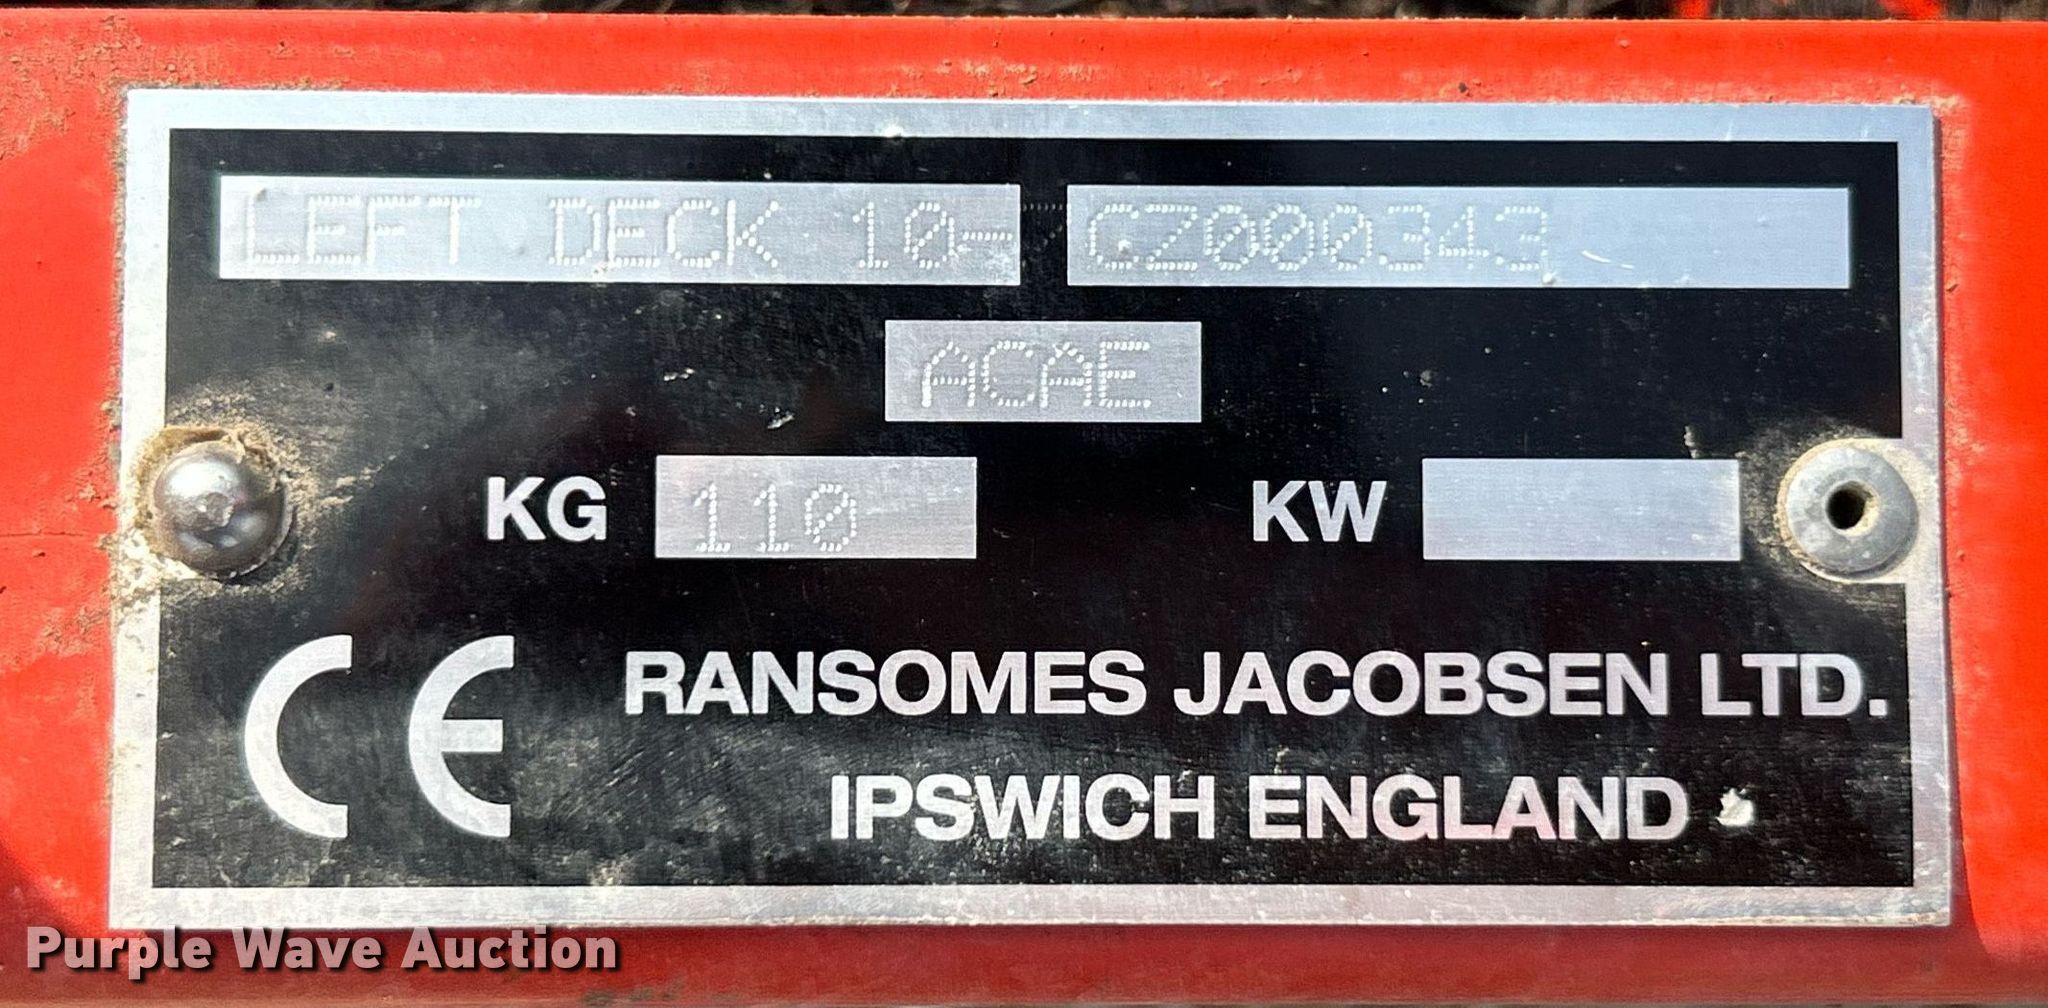 LEFT DECK 10- CZ000343
ACAE
KG 110 KW
CE RANSOMES JACOBSEN LTD.
IPSWICH ENGLAND
Purple Wave Auction